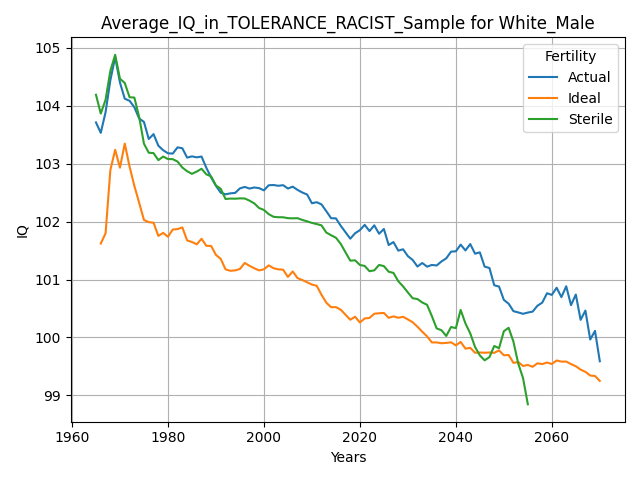 Average_IQ_in_TOLERANCE_RACIST_Sample for White_Male
Fertility
Actual
Ideal
Sterile
IQ
105
104
103
102
101
100
99
1960
1980
2000
2020
2040
2060
Years